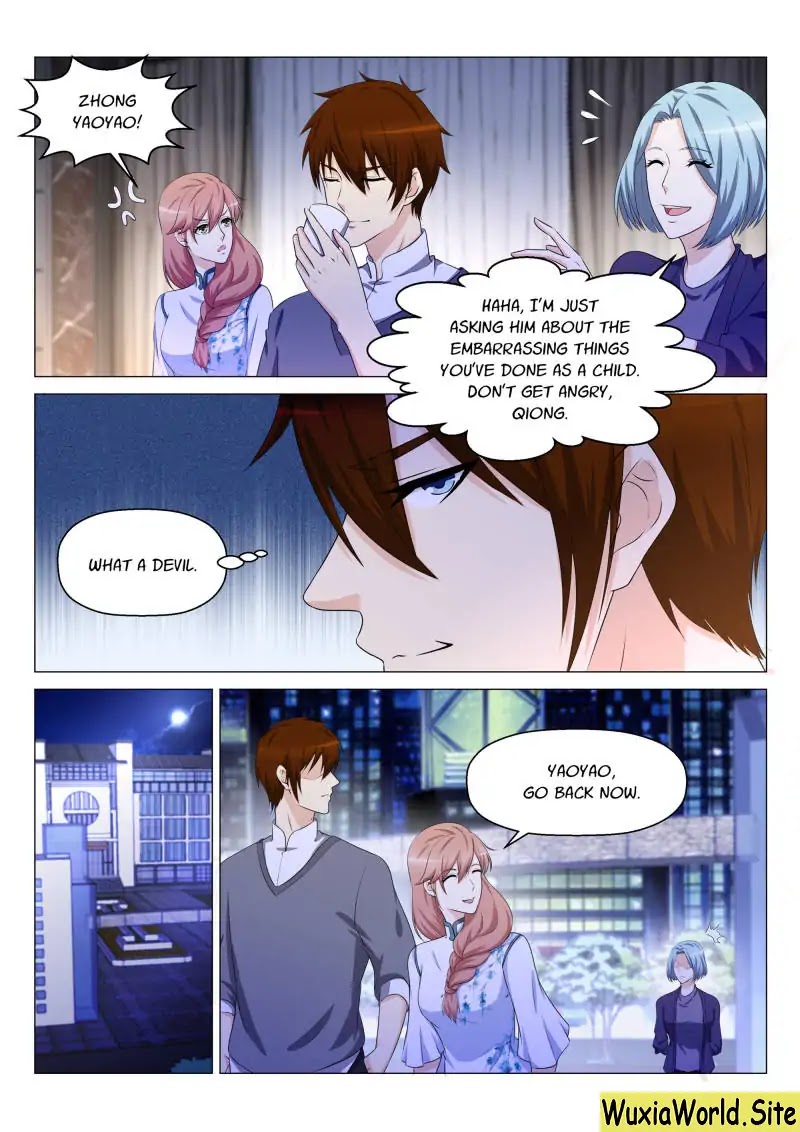 ZHONG
YAOYAO!
HAHA, I'M JUST
ASKING HIM ABOUT THE
EMBARRASSING THINGS
YOU'VE DONE AS A CHILD.
DON'T GET ANGRY,
QIONG.
WHAT A DEVIL.
YAOYAO,
GO BACK NOW.
WuxiaWorld.Site